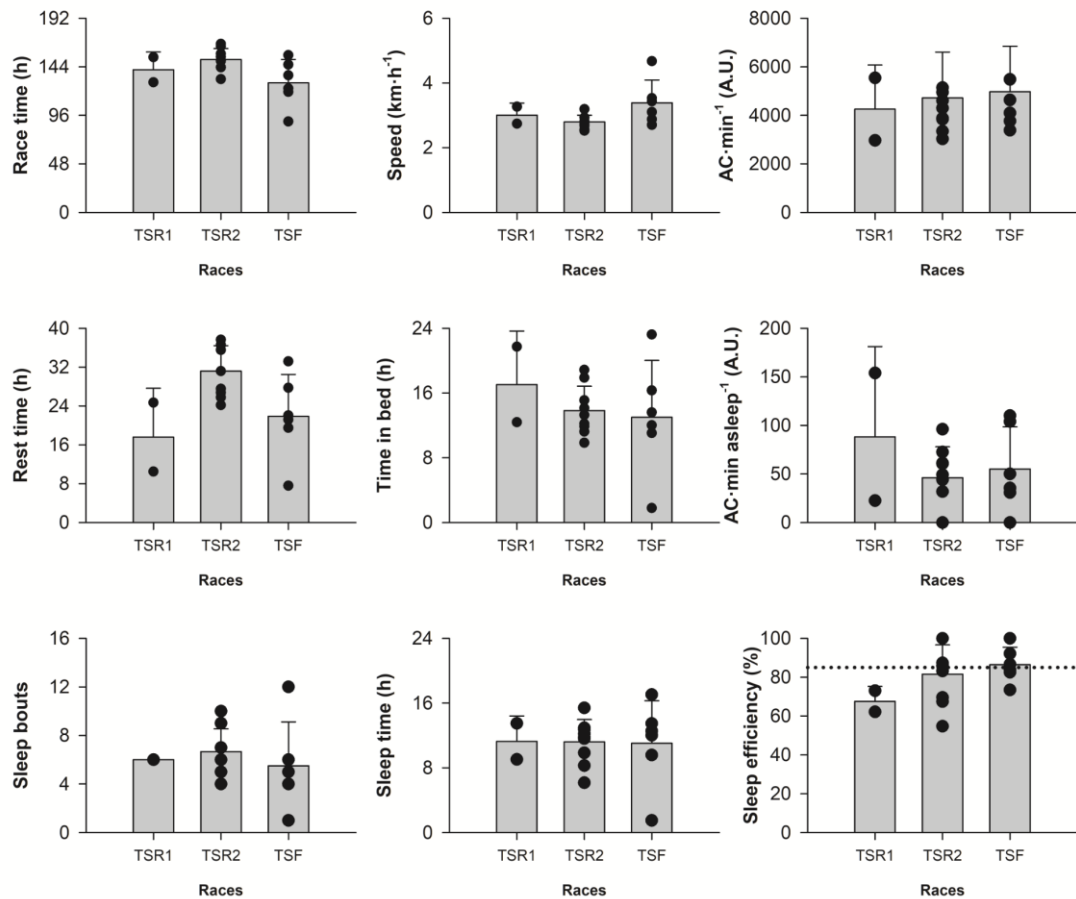 Race time (h)
192
144
96
48
0
TSR1 TSR2 TSF
Races
Speed (km·h⁻¹)
6
4
2
0
TSR1 TSR2 TSF
Races
AC·min⁻¹ (A.U.)
8000
6000
4000
2000
0
TSR1 TSR2 TSF
Races
Rest time (h)
40
32
24
16
8
0
TSR1 TSR2 TSF
Races
Time in bed (h)
24
16
8
0
TSR1 TSR2 TSF
Races
AC·min asleep⁻¹ (A.U.)
200
150
100
50
0
TSR1 TSR2 TSF
Races
Sleep bouts
16
12
8
4
0
TSR1 TSR2 TSF
Races
Sleep time (h)
24
16
8
0
TSR1 TSR2 TSF
Races
Sleep efficiency (%)
100
80
60
40
20
0
TSR1 TSR2 TSF
Races